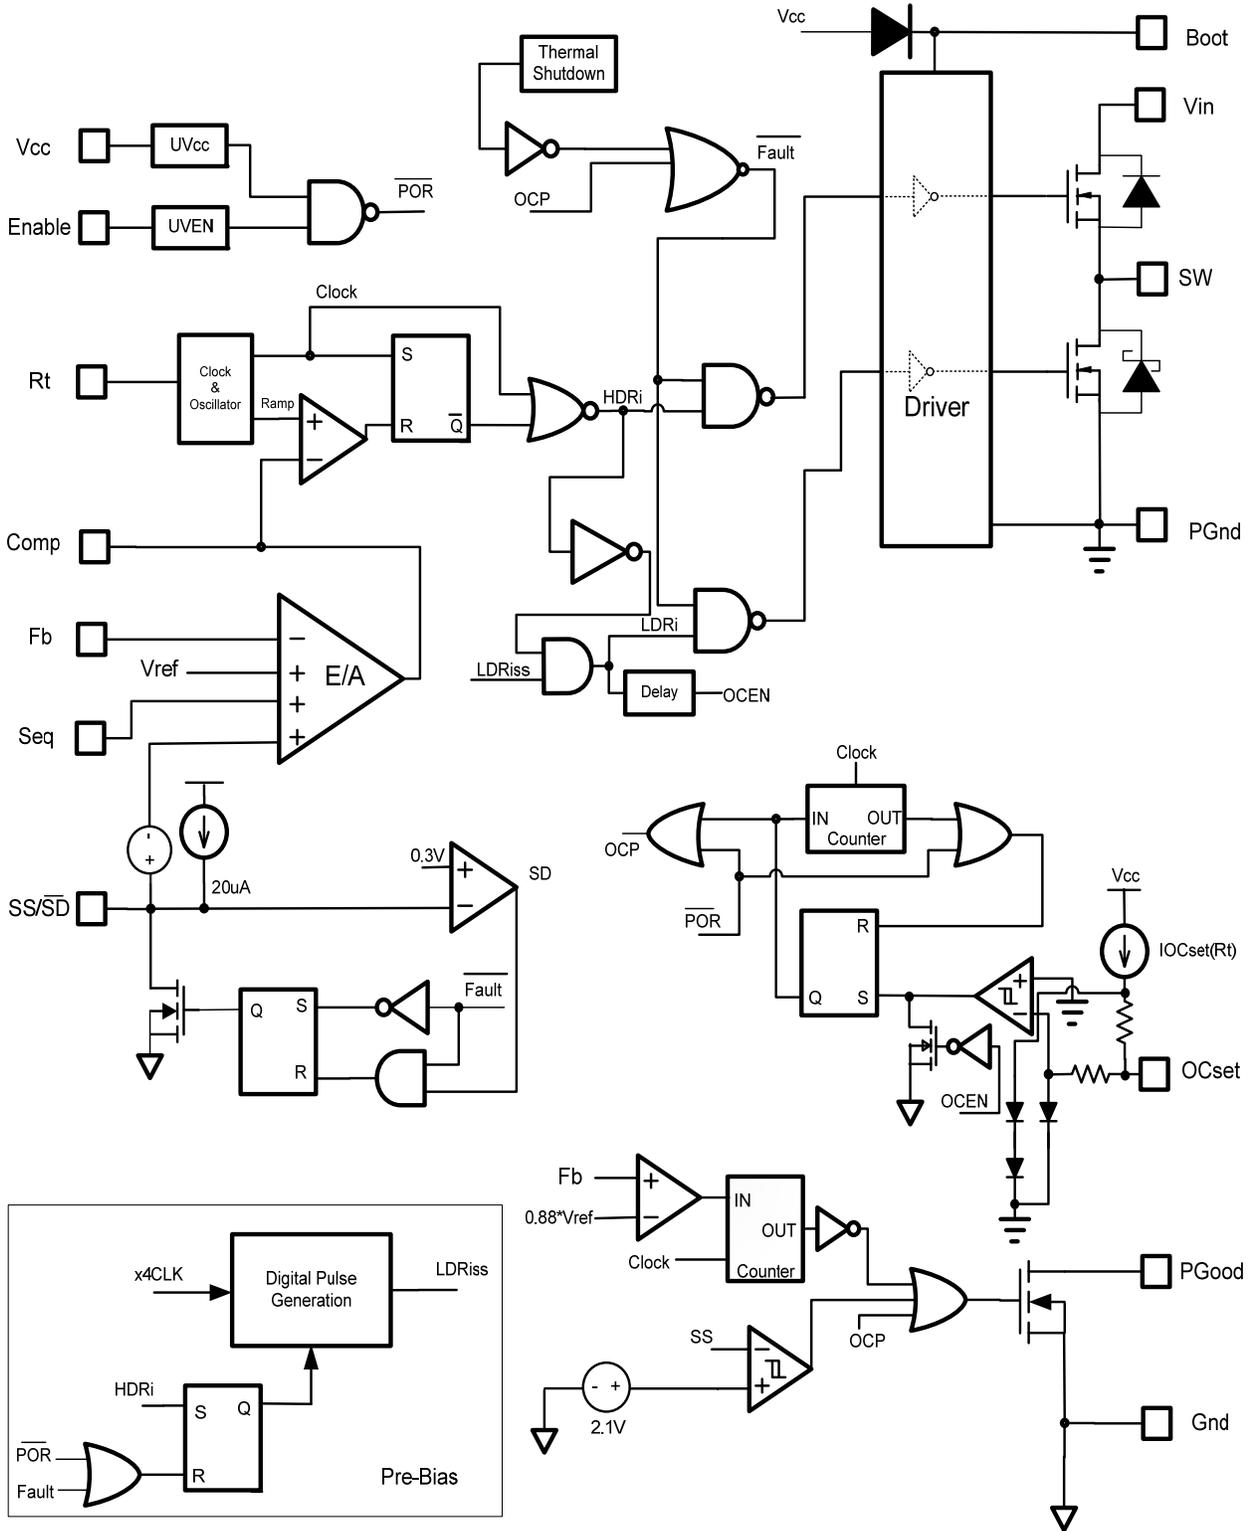 Vcc
Boot
Thermal
Shutdown
Vin
Vcc
UVcc
Fault
POR
OCP
Enable
UVEN
SW
Clock
Rt
Clock
&
Oscillator
Ramp
+
−
S
R
Q
HDRi
Driver
Comp
PGnd
Fb
−
Vref
+
E/A
+
+
Seq
LDRi
LDRiss
Delay
OCEN
Clock
IN
OUT
Counter
OCP
-
+
20uA
0.3V
+
−
SD
SS/SD
POR
Vcc
R
IOCset(Rt)
Q
S
+
−
Fault
Q
S
R
OCset
OCEN
Fb
+
0.88*Vref
−
IN
OUT
Clock
Counter
x4CLK
Digital Pulse
Generation
LDRiss
PGood
OCP
SS
−
+
- +
2.1V
HDRi
S
Q
R
POR
Fault
Pre-Bias
Gnd